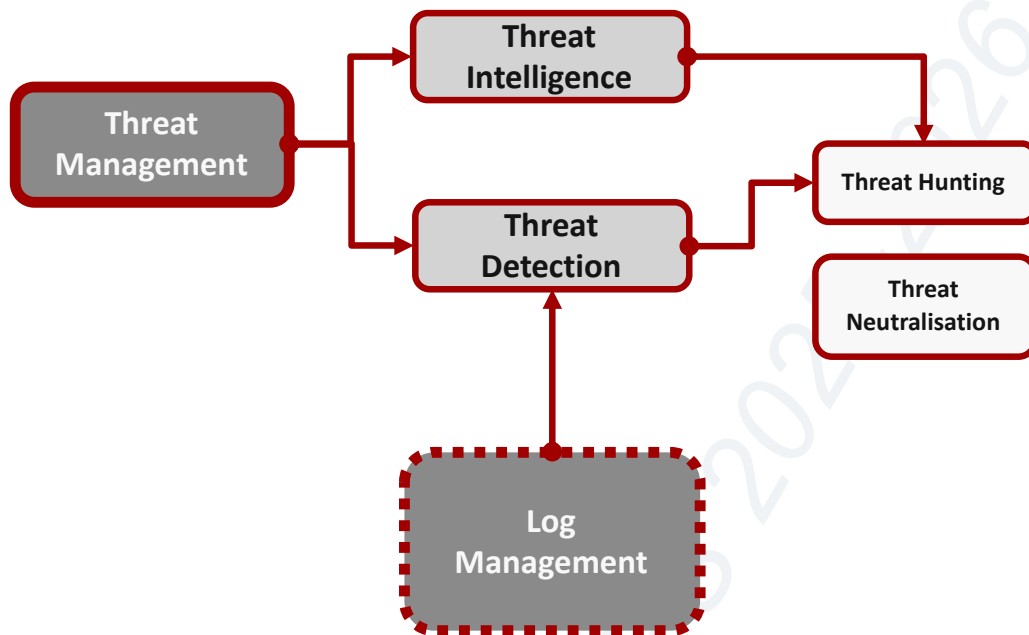 Threat
Intelligence
Threat
Management
Threat Hunting
Threat
Detection
Threat
Neutralisation
Log
Management